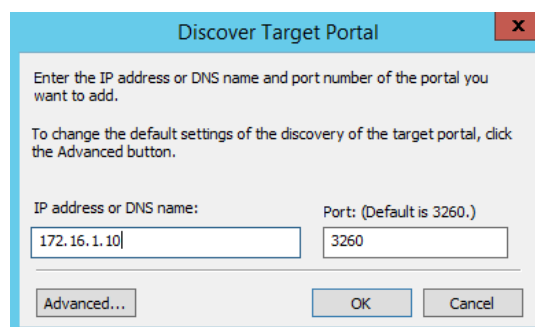 Discover Target Portal
x
Enter the IP address or DNS name and port number of the portal you
want to add.
To change the default settings of the discovery of the target portal, click
the Advanced button.
IP address or DNS name:
Port: (Default is 3260.)
172.16.1.10
3260
Advanced...
OK
Cancel